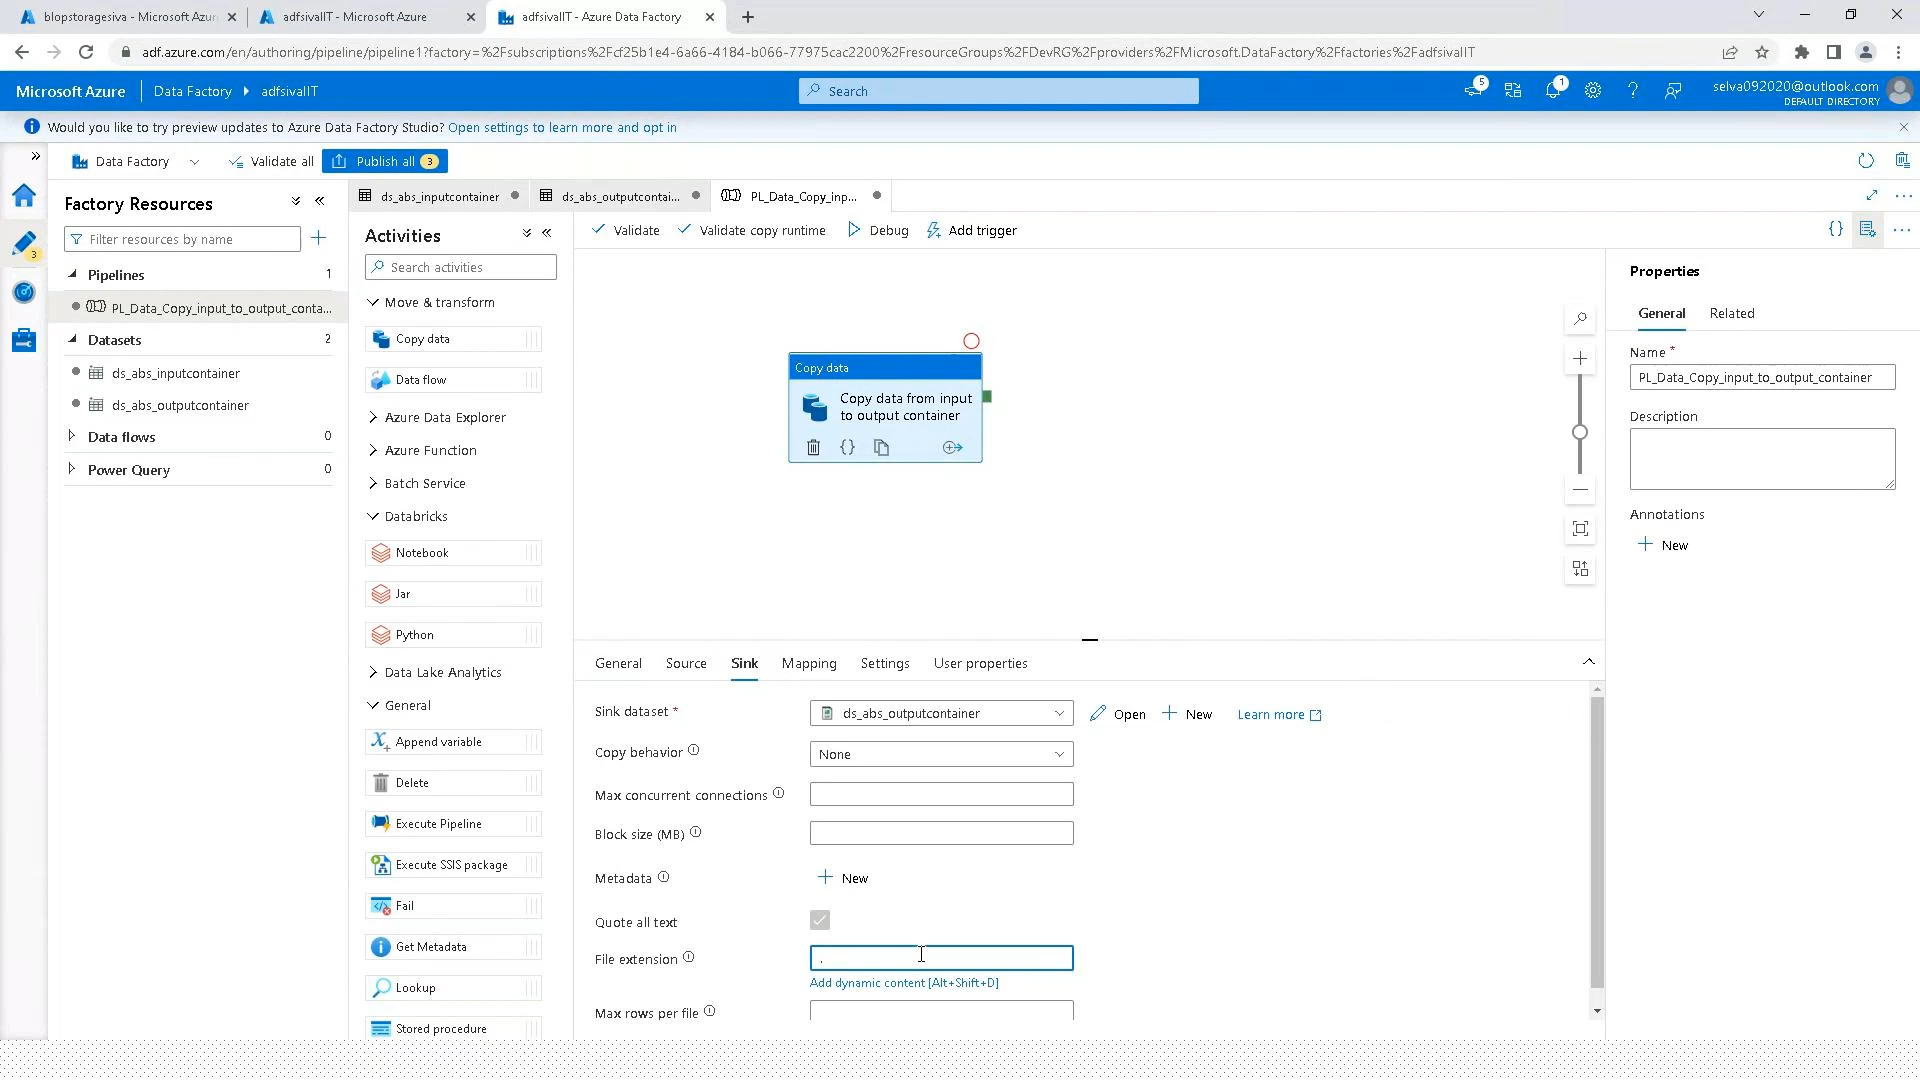 blopstoragesiva - Microsoft Azur
adfsivaIIT - Microsoft Azure
adfsivaIIT - Azure Data Factory
adf.azure.com/en/authoring/pipeline/pipeline1?factory=%2Fsubscriptions%2Fcf25b1e4-6a66-4184-b066-77975cac2200%2FresourceGroups%2FDevRG%2Fproviders%2FMicrosoft.DataFactory%2Ffactories%2FadfsivaIIT
Microsoft Azure
Data Factory
adfsivaIIT
Search
5
1
selva092020@outlook.com
DEFAULT DIRECTORY
Would you like to try preview updates to Azure Data Factory Studio? Open settings to learn more and opt in
Data Factory
Validate all
Publish all 3
3
Factory Resources
Filter resources by name
Pipelines 1
PL_Data_Copy_input_to_output_conta...
Datasets 2
ds_abs_inputcontainer
ds_abs_outputcontainer
Data flows 0
Power Query 0
ds_abs_inputcontainer
ds_abs_outputcontai...
PL_Data_Copy_inp...
Activities
Search activities
Move & transform
Copy data
Data flow
Azure Data Explorer
Azure Function
Batch Service
Databricks
Notebook
Jar
Python
Data Lake Analytics
General
Append variable
Delete
Execute Pipeline
Execute SSIS package
Fail
Get Metadata
Lookup
Stored procedure
Validate
Validate copy runtime
Debug
Add trigger
{}
Copy data
Copy data from input
to output container
{}
General
Source
Sink
Mapping
Settings
User properties
Sink dataset *
ds_abs_outputcontainer
Open
New
Learn more
Copy behavior
None
Max concurrent connections
Block size (MB)
Metadata
New
Quote all text
File extension
.
Add dynamic content [Alt+Shift+D]
Max rows per file
Properties
General
Related
Name *
PL_Data_Copy_input_to_output_container
Description
Annotations
New